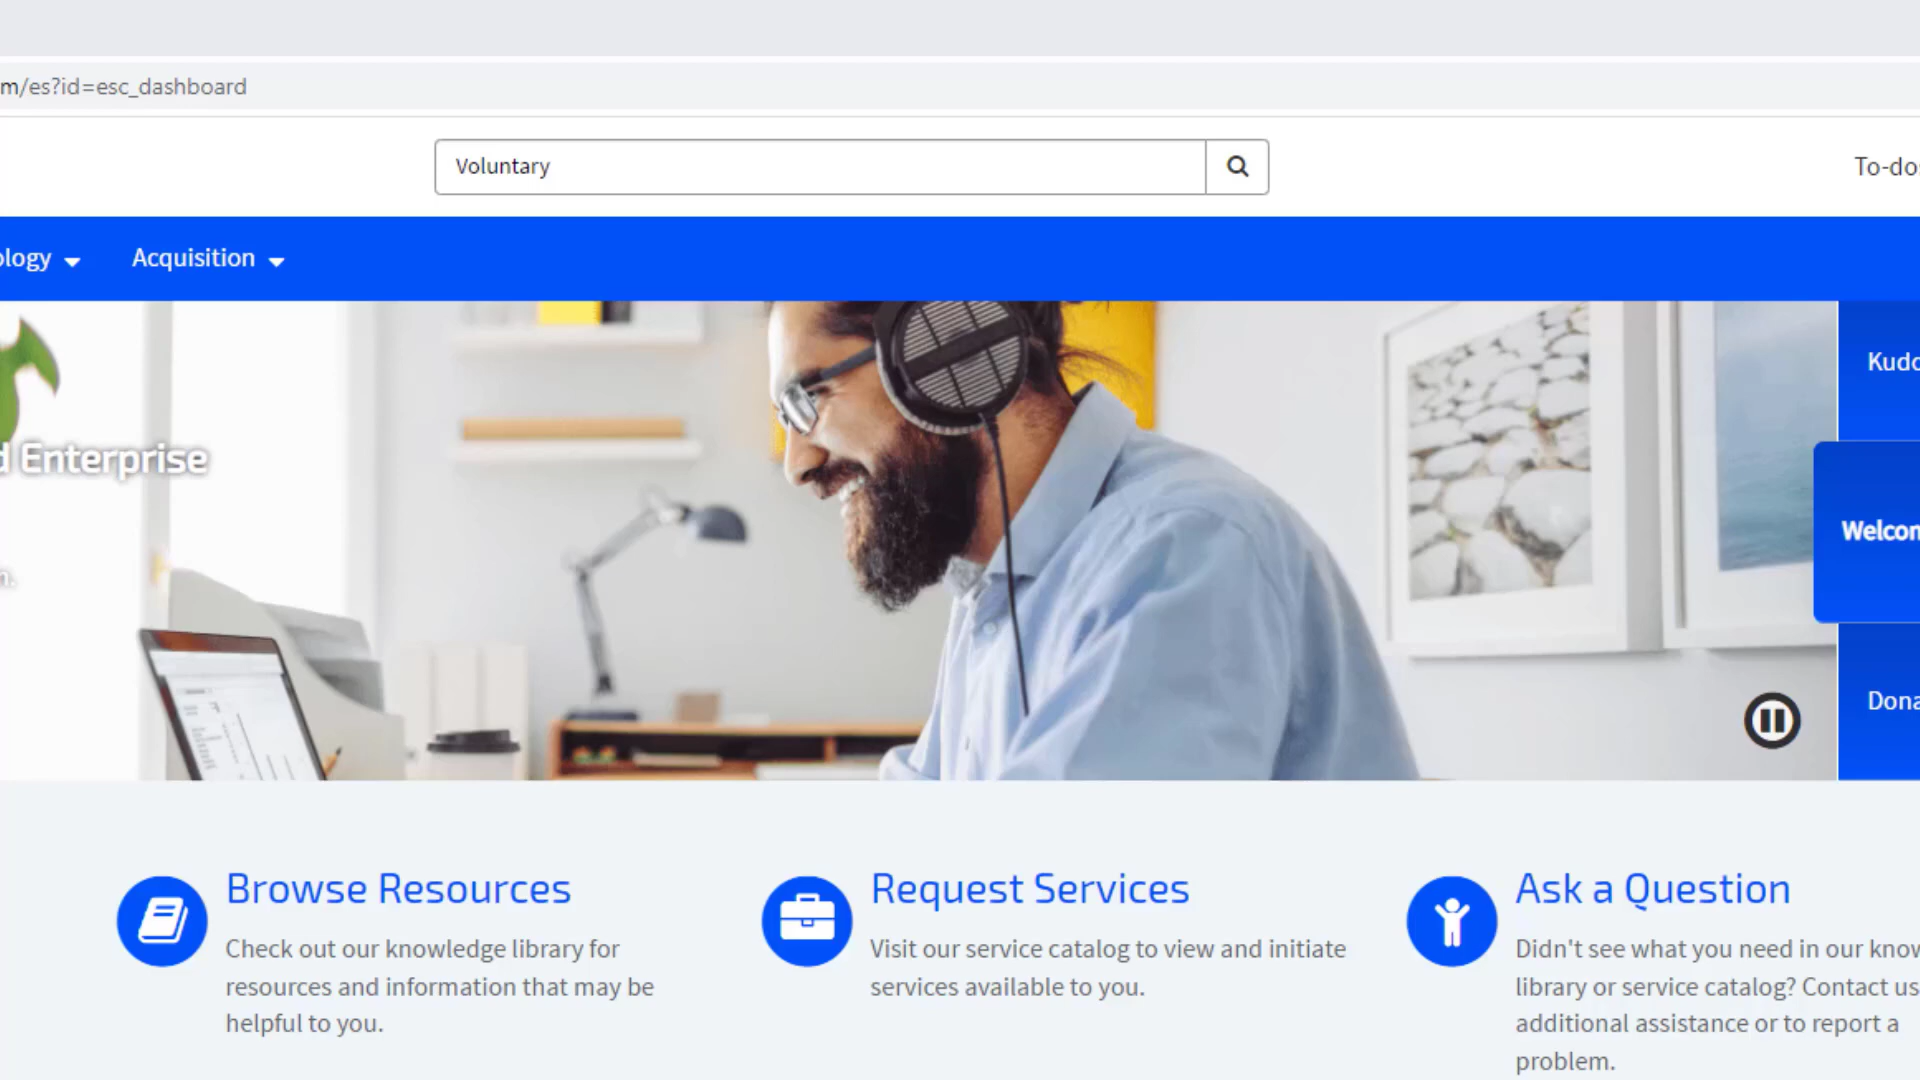 m/es?id=esc_dashboard
Voluntary
To-do
ology
Acquisition
Kudo
d Enterprise
Welcom
n.
Dona
Browse Resources
Check out our knowledge library for
resources and information that may be
helpful to you.
Request Services
Visit our service catalog to view and initiate
services available to you.
Ask a Question
Didn't see what you need in our know
library or service catalog? Contact us
additional assistance or to report a
problem.